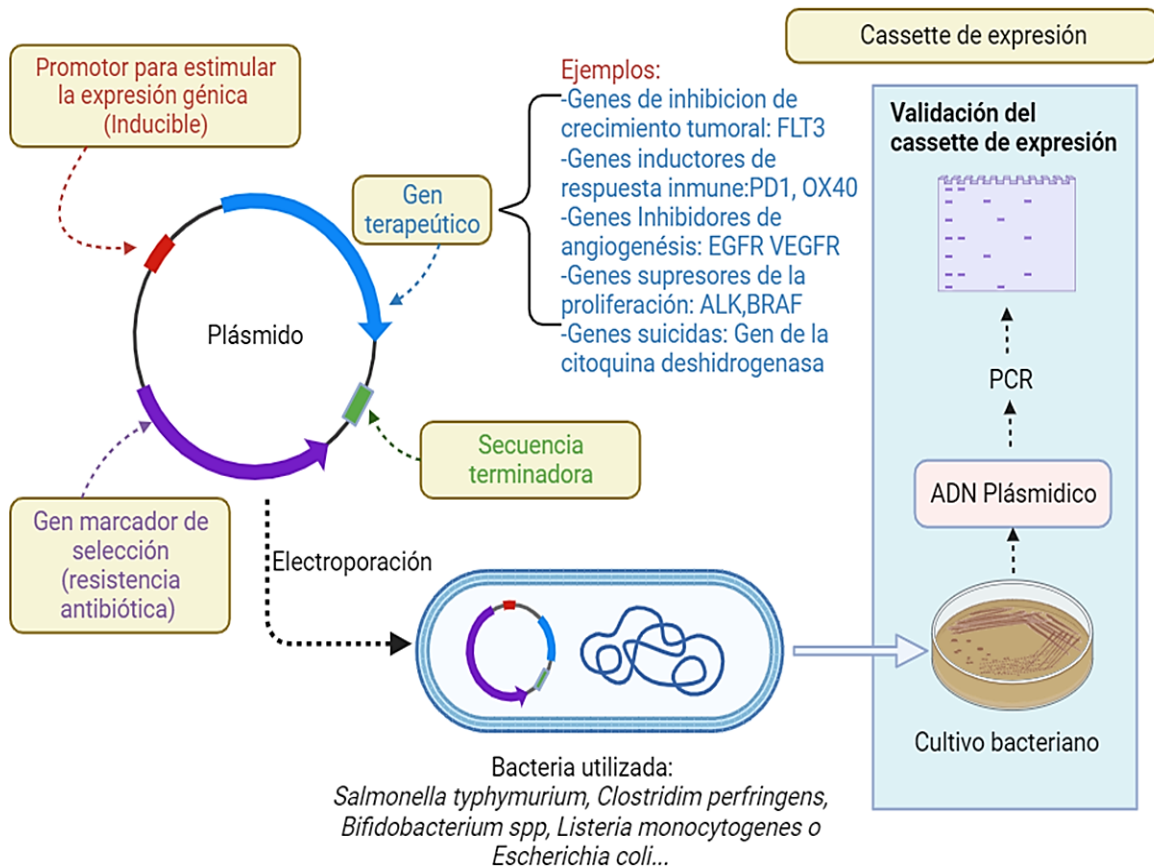 Cassette de expresión
Promotor para estimular
la expresión génica
(Inducible)
Gen
terapeútico
Ejemplos:
-Genes de inhibicion de
crecimiento tumoral: FLT3
-Genes inductores de
respuesta inmune:PD1, OX40
-Genes Inhibidores de
angiogenésis: EGFR VEGFR
-Genes supresores de la
proliferación: ALK,BRAF
-Genes suicidas: Gen de la
citoquina deshidrogenasa
Plásmido
Secuencia
terminadora
Gen marcador de
selección
(resistencia
antibiótica)
Electroporación
Bacteria utilizada:
Salmonella typhymurium, Clostridim perfringens,
Bifidobacterium spp, Listeria monocytogenes o
Escherichia coli...
Validación del
cassette de expresión
PCR
ADN Plásmidico
Cultivo bacteriano